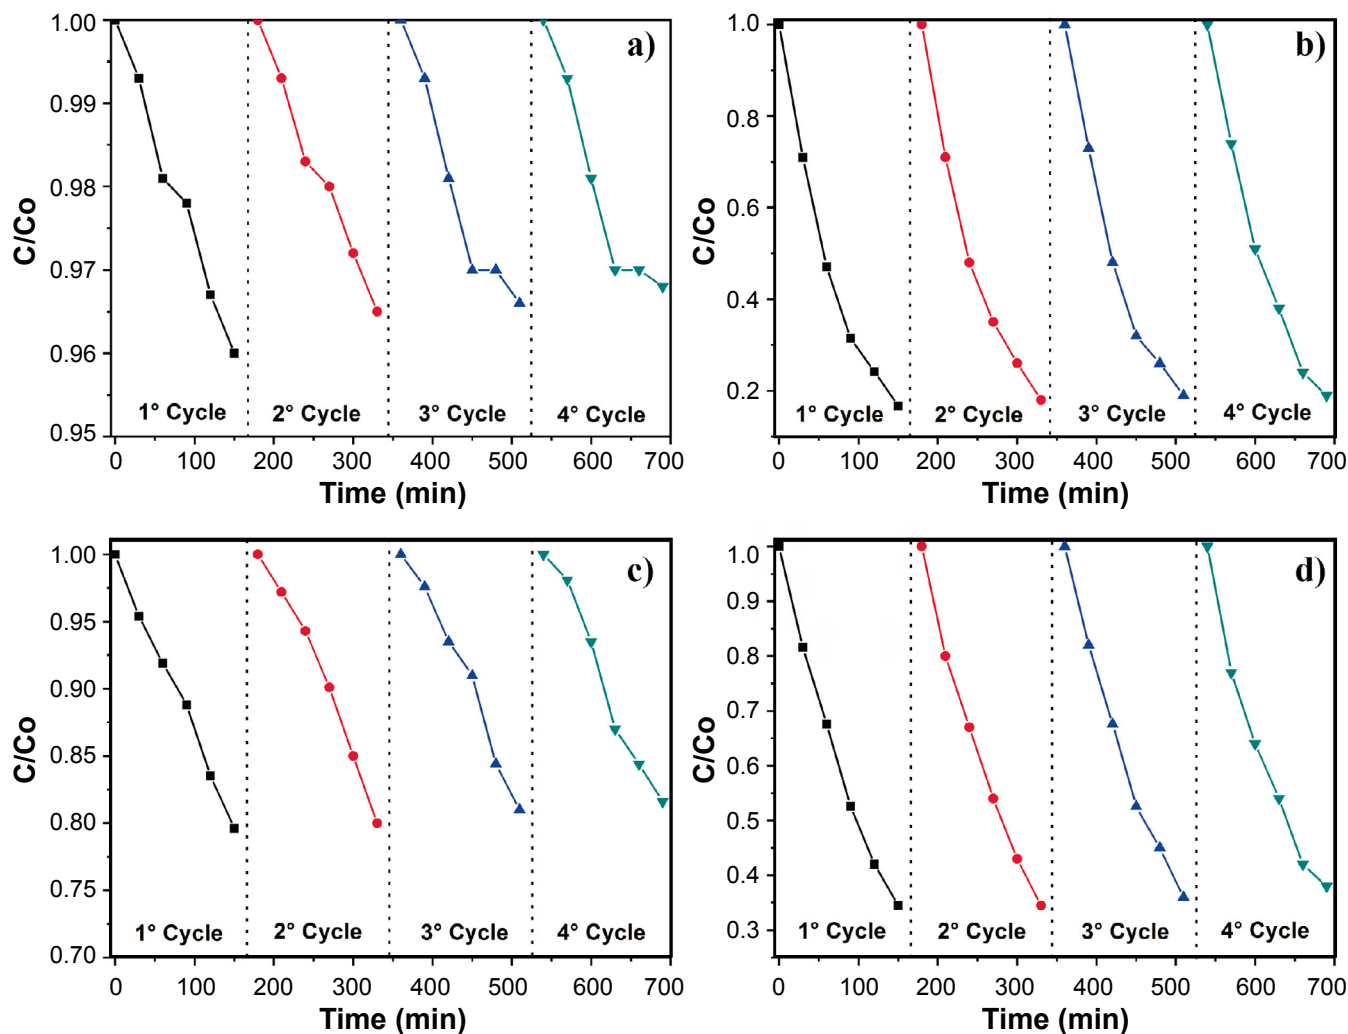 a)
C/Co
1.00
0.99
0.98
0.97
0.96
0.95
1° Cycle 2° Cycle 3° Cycle 4° Cycle
0 100 200 300 400 500 600 700
Time (min)
b)
C/Co
1.0
0.8
0.6
0.4
0.2
1° Cycle 2° Cycle 3° Cycle 4° Cycle
0 100 200 300 400 500 600 700
Time (min)
c)
C/Co
1.00
0.95
0.90
0.85
0.80
0.75
0.70
1° Cycle 2° Cycle 3° Cycle 4° Cycle
0 100 200 300 400 500 600 700
Time (min)
d)
C/Co
1.0
0.9
0.8
0.7
0.6
0.5
0.4
0.3
1° Cycle 2° Cycle 3° Cycle 4° Cycle
0 100 200 300 400 500 600 700
Time (min)